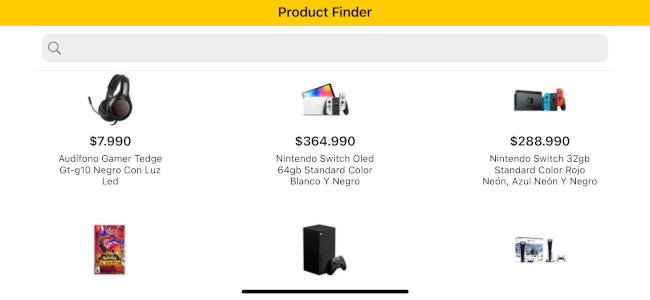 Product Finder
$7.990
Audífono Gamer Tedge
Gt-g10 Negro Con Luz
Led
$364.990
Nintendo Switch Oled
64gb Standard Color
Blanco Y Negro
$288.990
Nintendo Switch 32gb
Standard Color Rojo
Neón, Azul Neón Y Negro